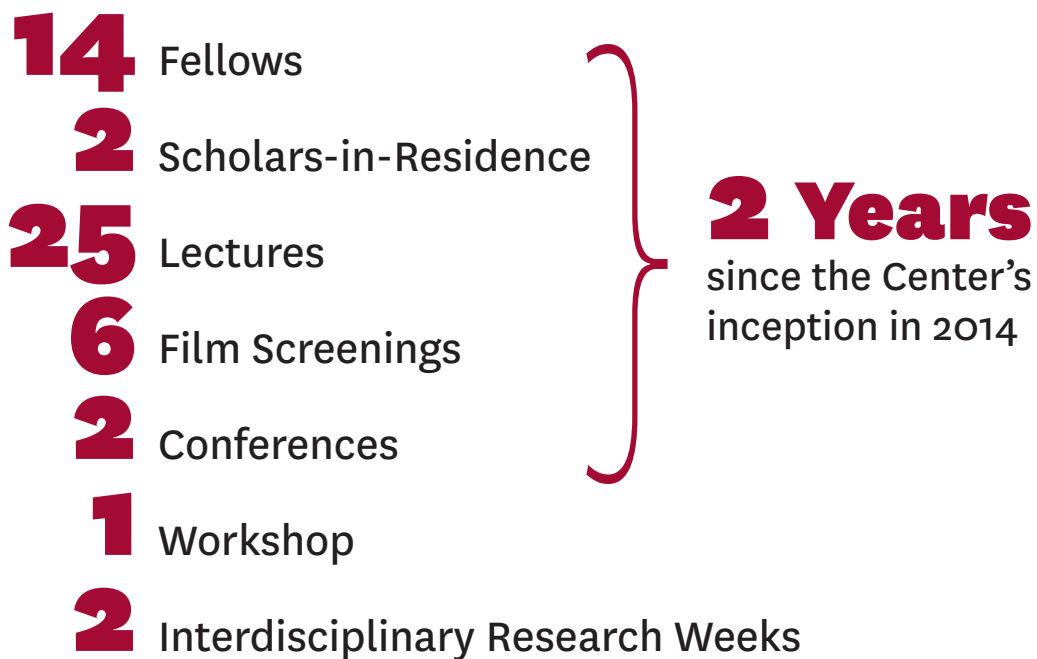 14 Fellows
2 Scholars-in-Residence
25 Lectures
6 Film Screenings
2 Conferences
1 Workshop
2 Interdisciplinary Research Weeks
2 Years
since the Center’s
inception in 2014